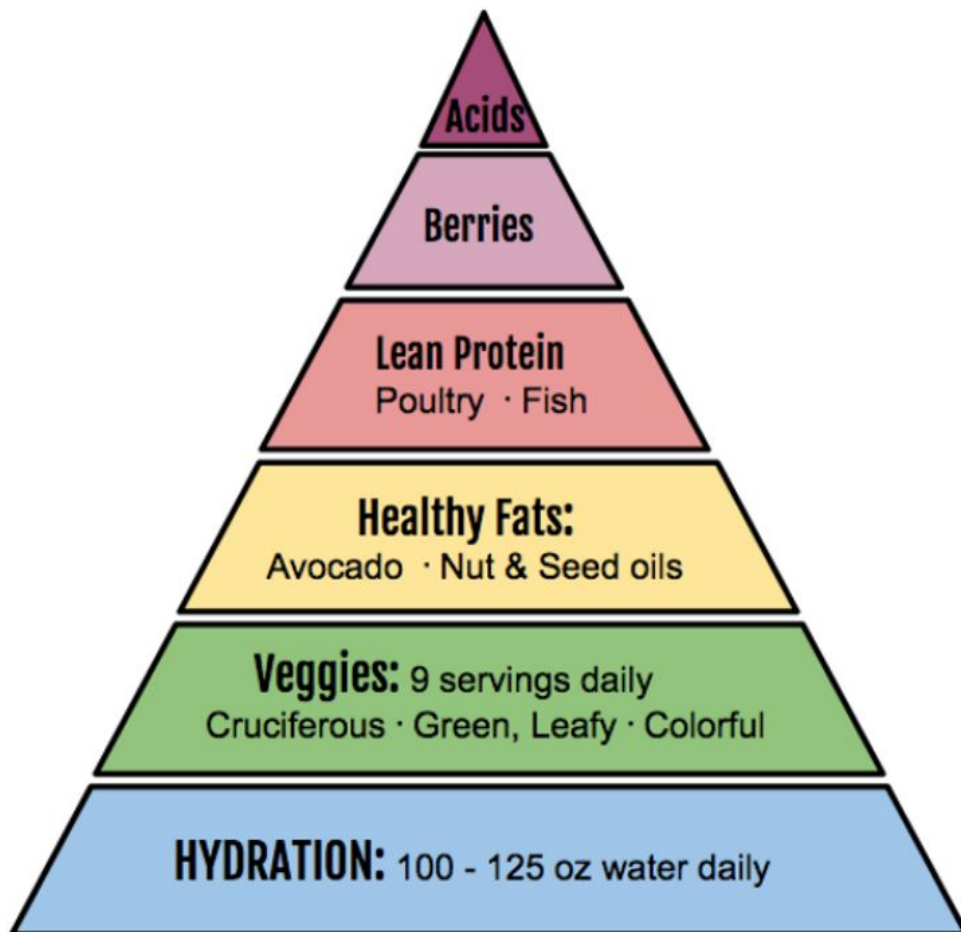 Acids
Berries
Lean Protein
Poultry · Fish
Healthy Fats:
Avocado · Nut & Seed oils
Veggies: 9 servings daily
Cruciferous · Green, Leafy · Colorful
HYDRATION: 100 - 125 oz water daily